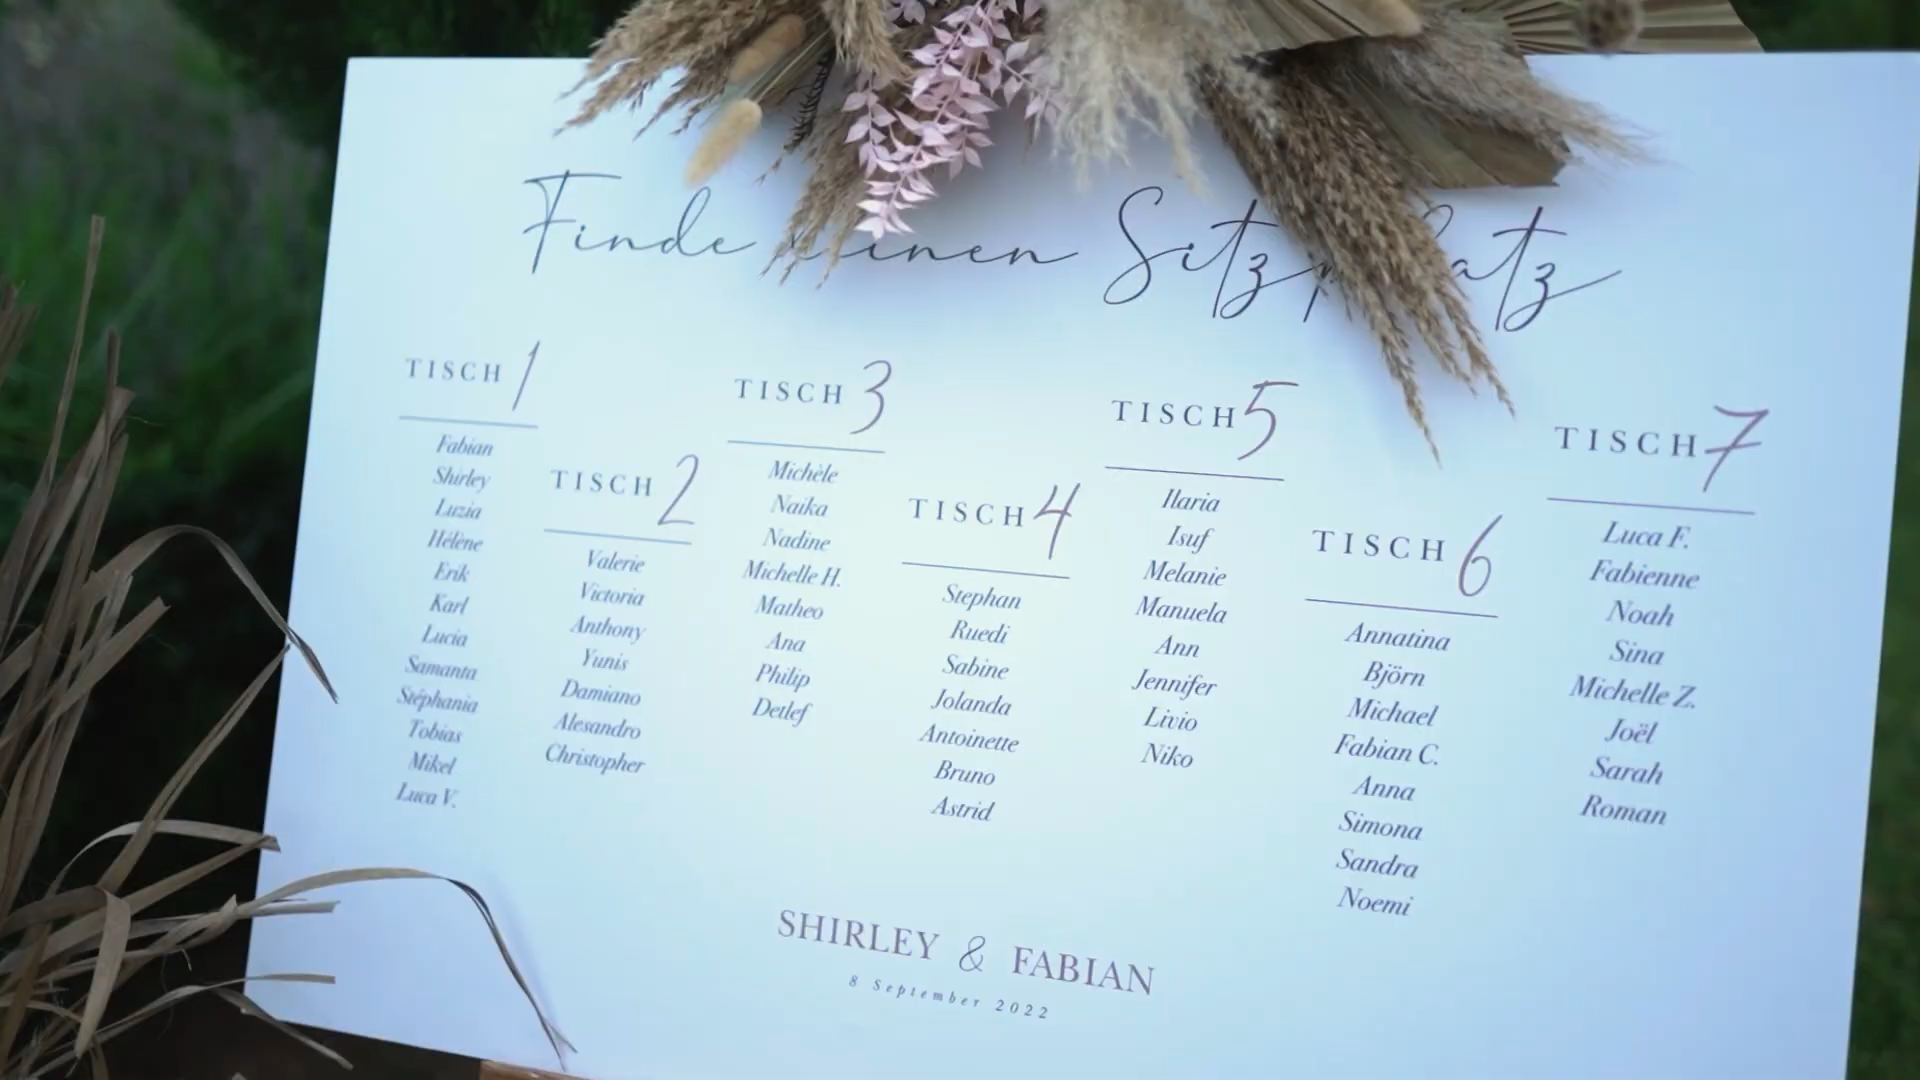 Finde einen Sitzplatz
TISCH 1
Fabian
Shirley
Luzia
Hélène
Erik
Karl
Lucia
Samanta
Stéphania
Tobias
Mikel
Luca V.
TISCH 2
Valerie
Victoria
Anthony
Yunis
Damiano
Alesandro
Christopher
TISCH 3
Michèle
Naika
Nadine
Michelle H.
Matheo
Ana
Philip
Detlef
TISCH 4
Stephan
Ruedi
Sabine
Jolanda
Antoinette
Bruno
Astrid
TISCH 5
Ilaria
Isuf
Melanie
Manuela
Ann
Jennifer
Livio
Niko
TISCH 6
Annatina
Björn
Michael
Fabian C.
Anna
Simona
Sandra
Noemi
TISCH 7
Luca F.
Fabienne
Noah
Sina
Michelle Z.
Joël
Sarah
Roman
SHIRLEY & FABIAN
8 September 2022